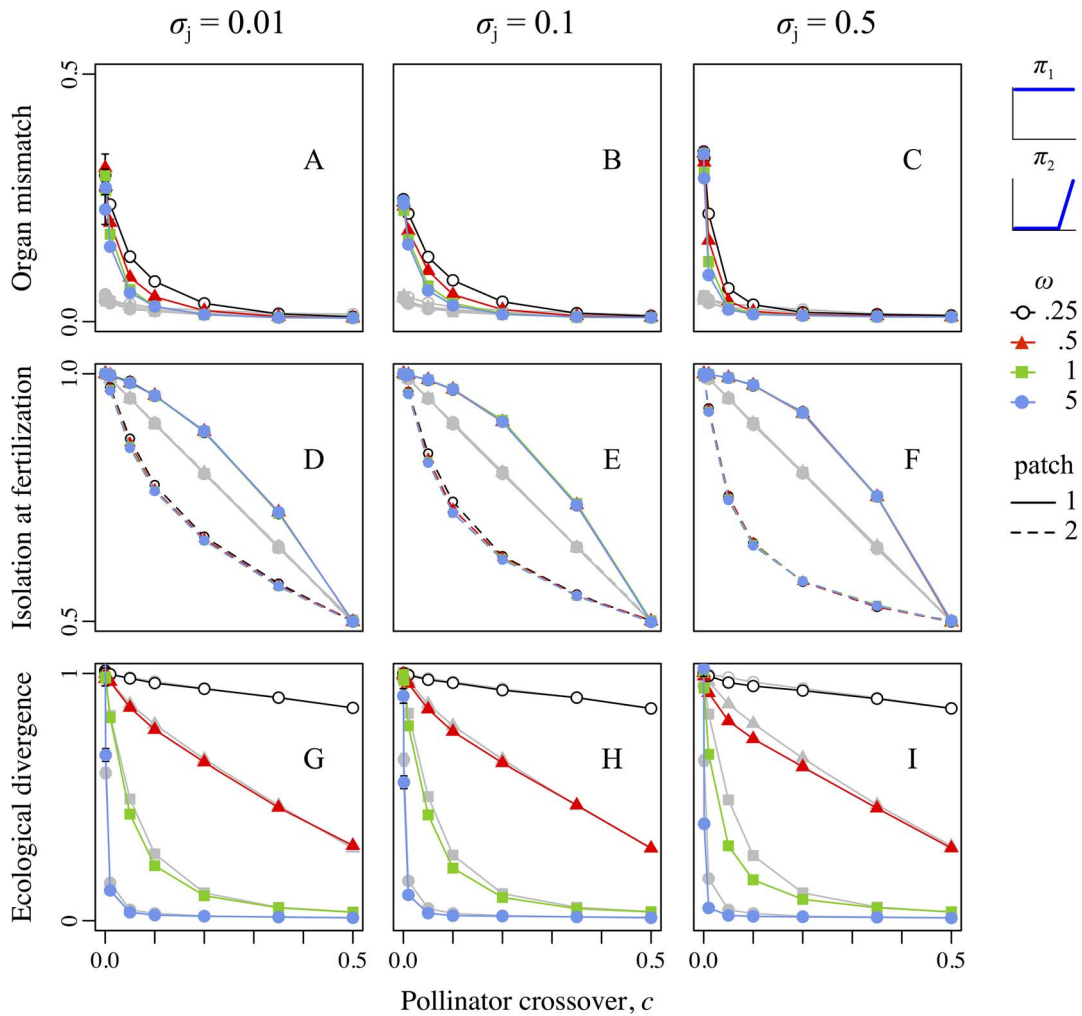 σj = 0.01 σj = 0.1 σj = 0.5
Organ mismatch
0.5
0.0
A
B
C
π1
π2
ω
.25
.5
1
5
patch
1
2
Isolation at fertilization
1.0
0.5
D
E
F
Ecological divergence
1
0
G
H
I
0.0 0.5 0.0 0.5 0.0 0.5
Pollinator crossover, c